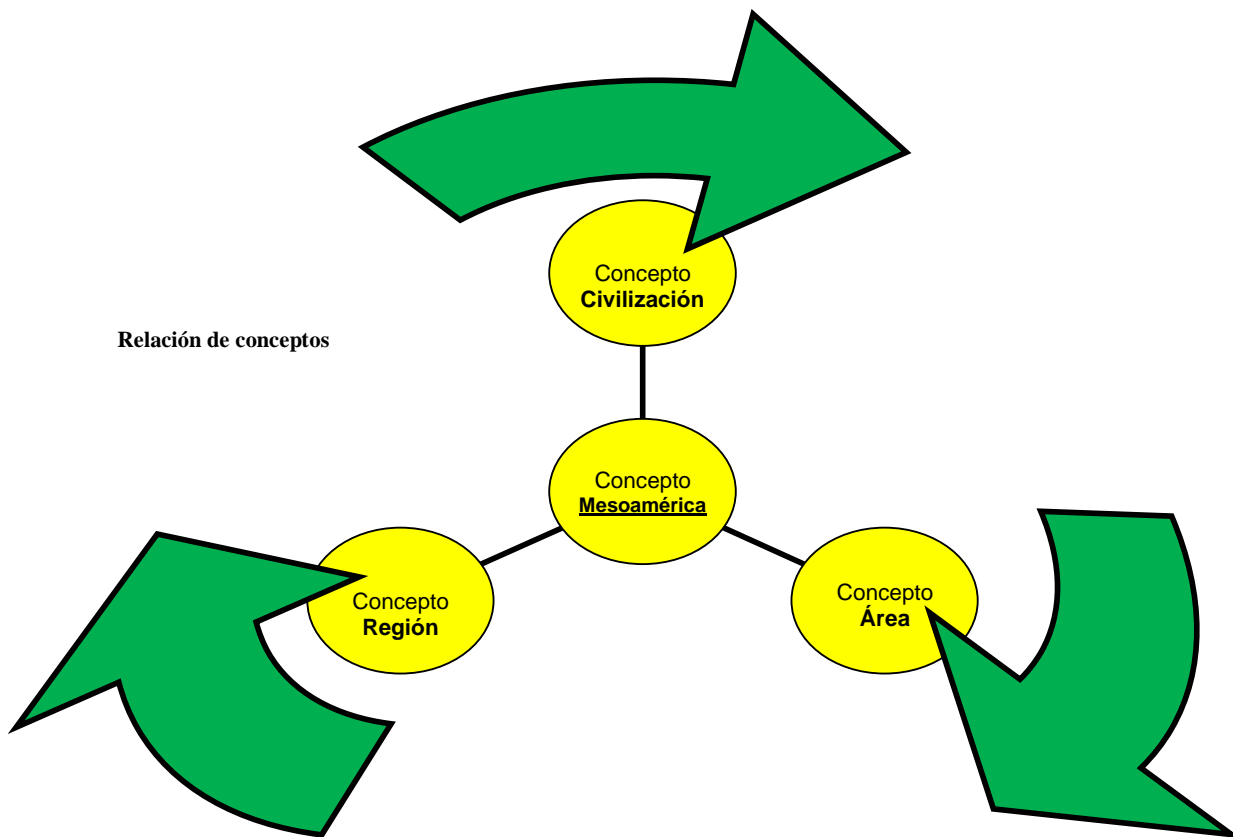 Concepto
Civilización
Relación de conceptos
Concepto
Mesoamérica
Concepto
Región
Concepto
Área